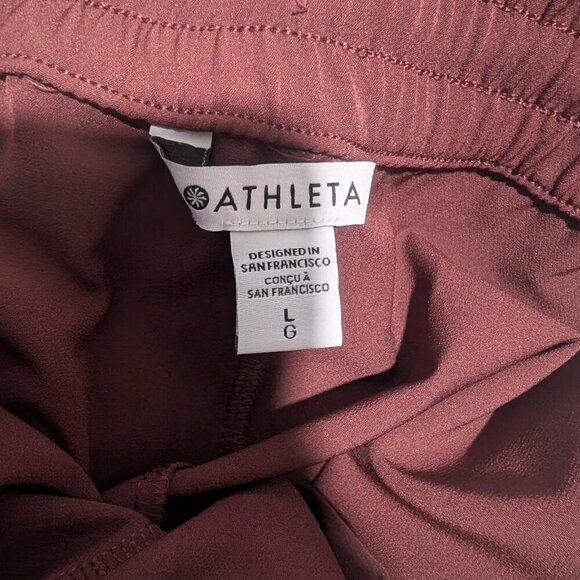 ATHLETA
DESIGNED IN
SAN FRANCISCO
CONÇU À
SAN FRANCISCO
L
G